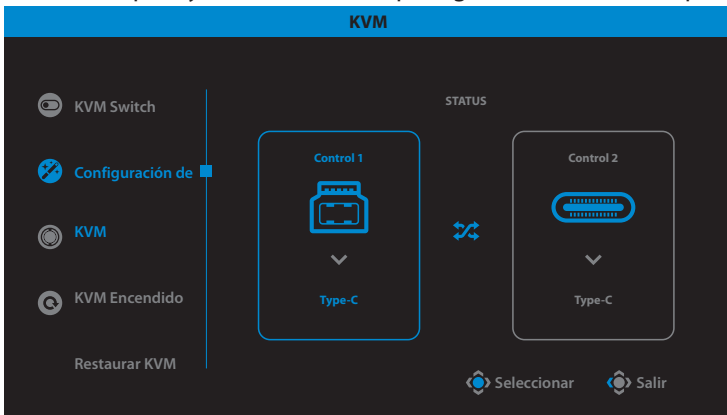 KVM
KVM Switch
STATUS
Control 1
Control 2
Configuración de
KVM
KVM Encendido
Type-C
Type-C
Restaurar KVM
Seleccionar
Salir